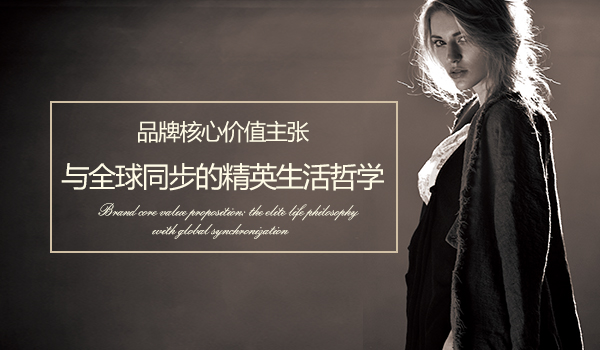 品牌核心价值主张
与全球同步的精英生活哲学
Brand core value proposition: the elite life philosophy
with global synchronization